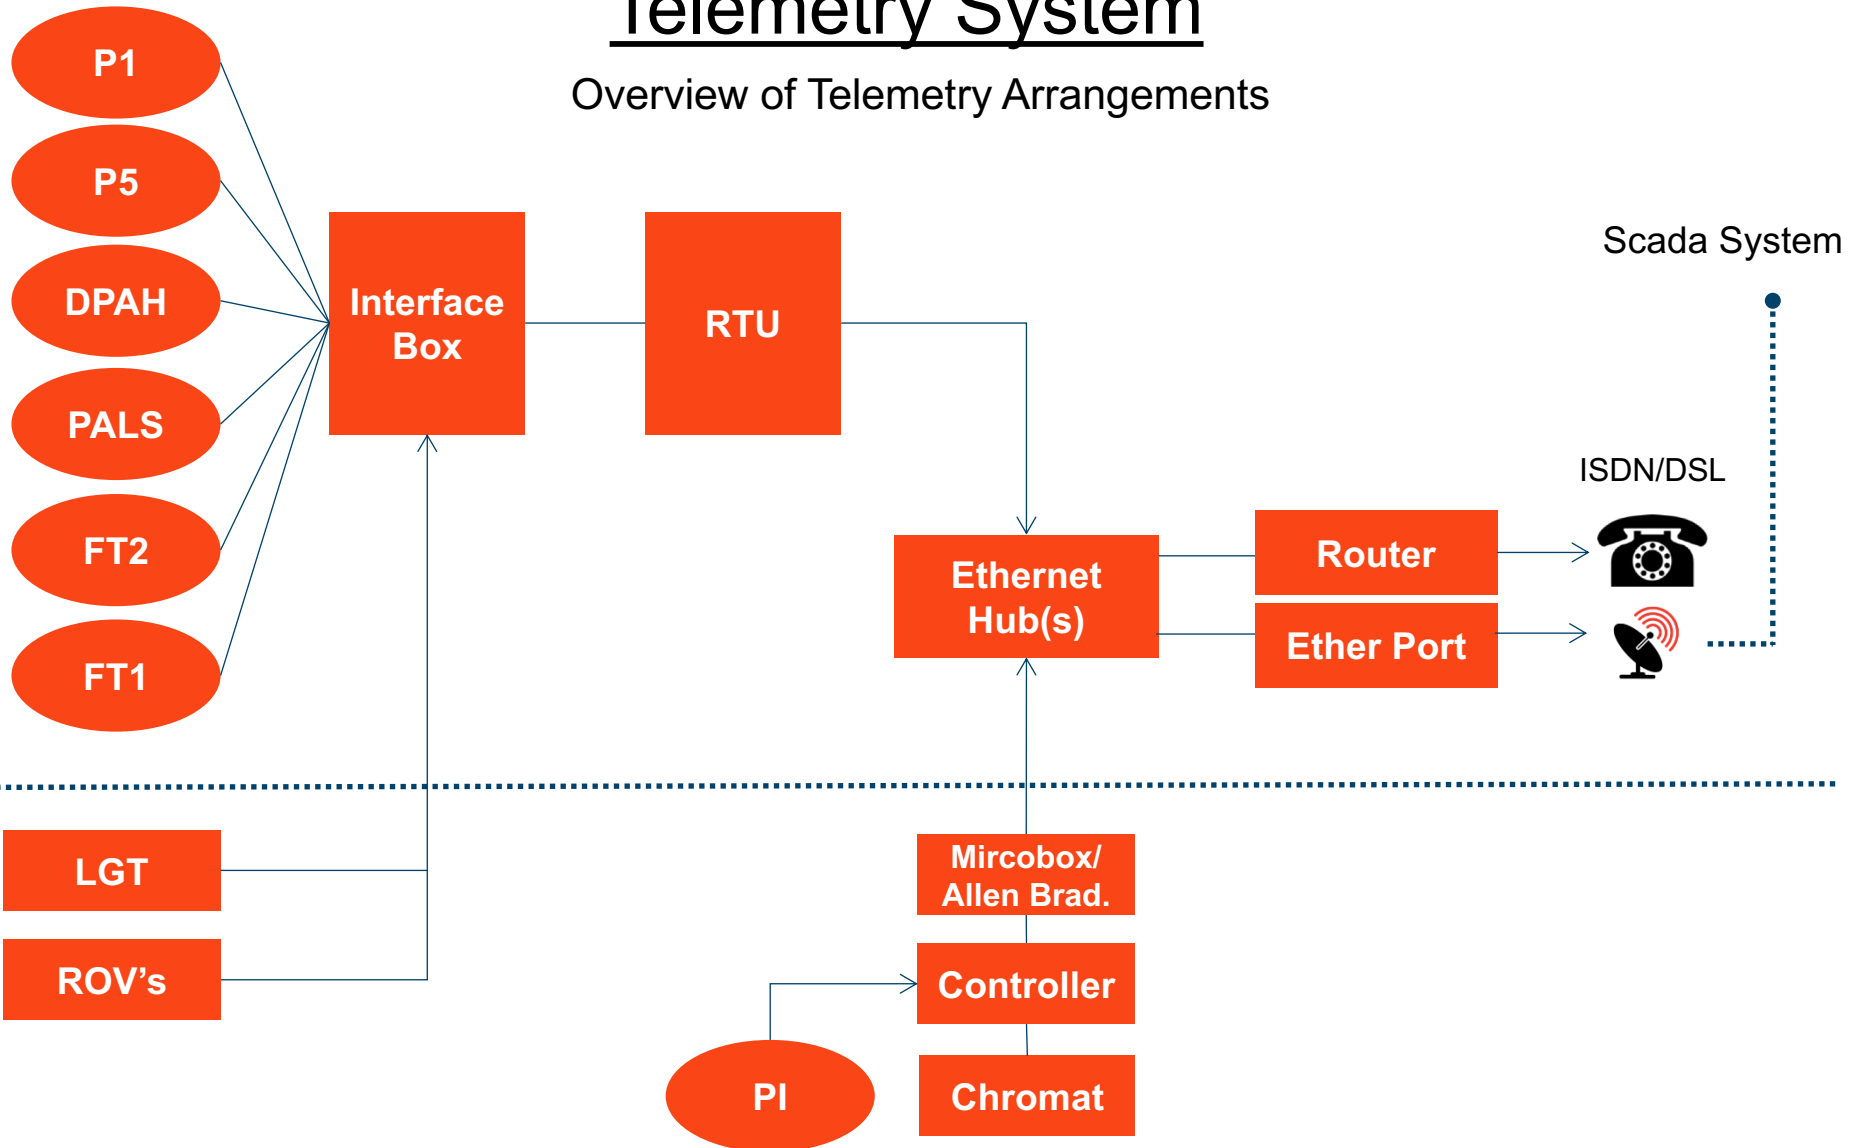 Telemetry System
Overview of Telemetry Arrangements
P1
P5
DPAH
PALS
FT2
FT1
Interface
Box
RTU
Scada System
ISDN/DSL
Ethernet
Hub(s)
Router
Ether Port
LGT
ROV’s
Mircobox/
Allen Brad.
Controller
PI
Chromat